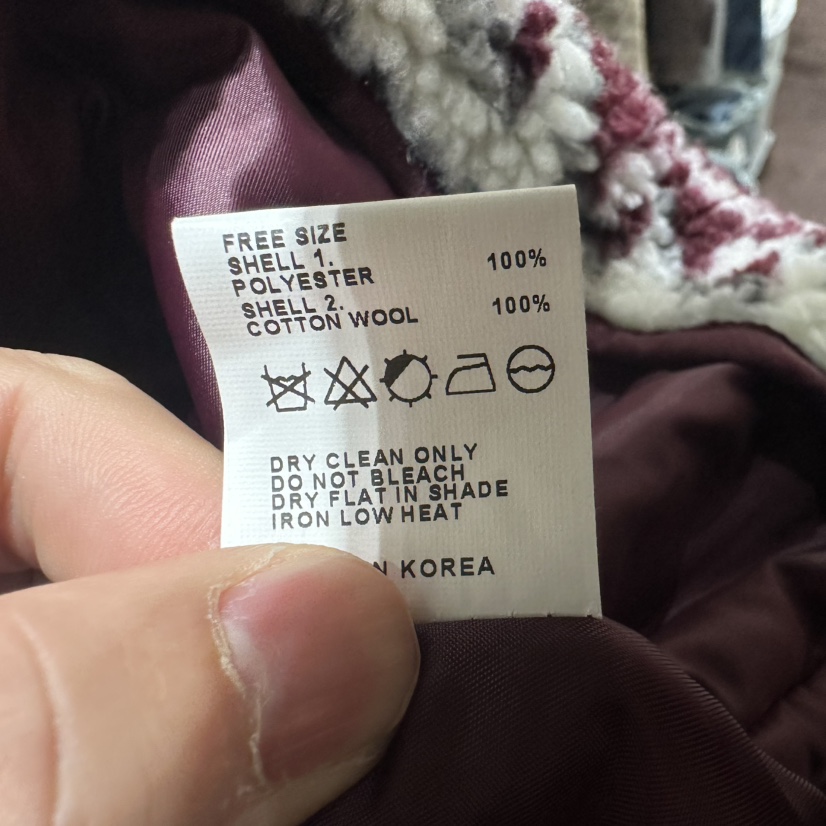 FREE SIZE
SHELL 1.
POLYESTER 100%
SHELL 2.
COTTON WOOL 100%
DRY CLEAN ONLY
DO NOT BLEACH
DRY FLAT IN SHADE
IRON LOW HEAT
KOREA